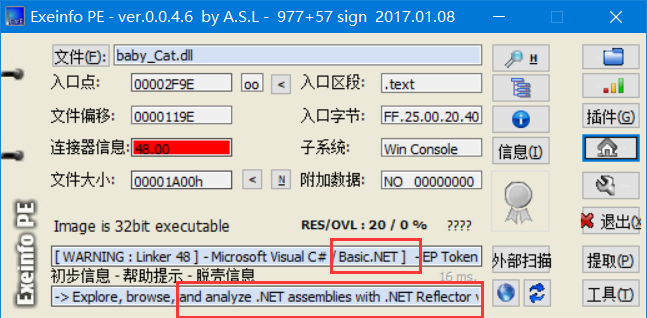 Exeinfo PE - ver.0.0.4.6 by A.S.L - 977+57 sign 2017.01.08
文件(F): baby_Cat.dll H
入口点: 00002F9E oo < 入口区段: .text
文件偏移: 0000119E 入口字节: FF.25.00.20.40 插件(G)
连接器信息: 48.00 子系统: Win Console 信息(I)
文件大小: 00001A00h < N 附加数据: NO 00000000
Image is 32bit executable RES/OVL : 20 / 0 % ???? 退出(X)
[ WARNING : Linker 48 ] - Microsoft Visual C# / Basic.NET ] - EP Token 外部扫描 提取(P)
初步信息 - 帮助提示 - 脱壳信息 16 ms.
-> Explore, browse, and analyze .NET assemblies with .NET Reflector 工具(T)
Exeinfo PE